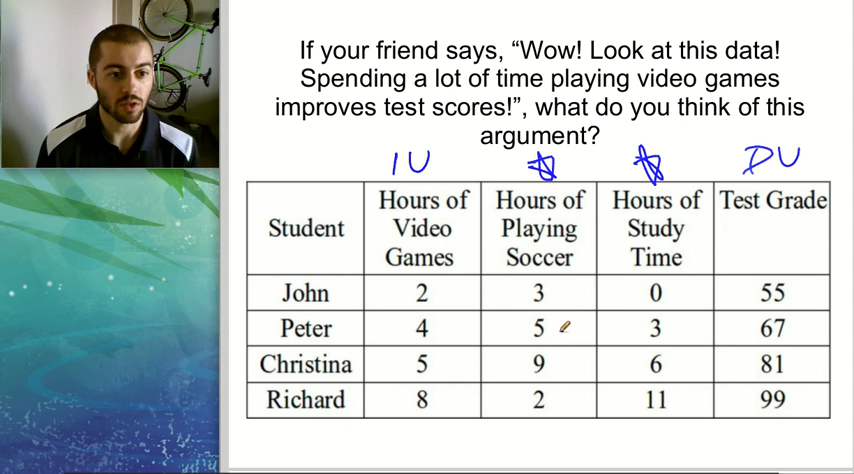 If your friend says, “Wow! Look at this data!
Spending a lot of time playing video games
improves test scores!”, what do you think of this
argument?
IU DU
Student Hours of Video Games Hours of Playing Soccer Hours of Study Time Test Grade
John 2 3 0 55
Peter 4 5 3 67
Christina 5 9 6 81
Richard 8 2 11 99